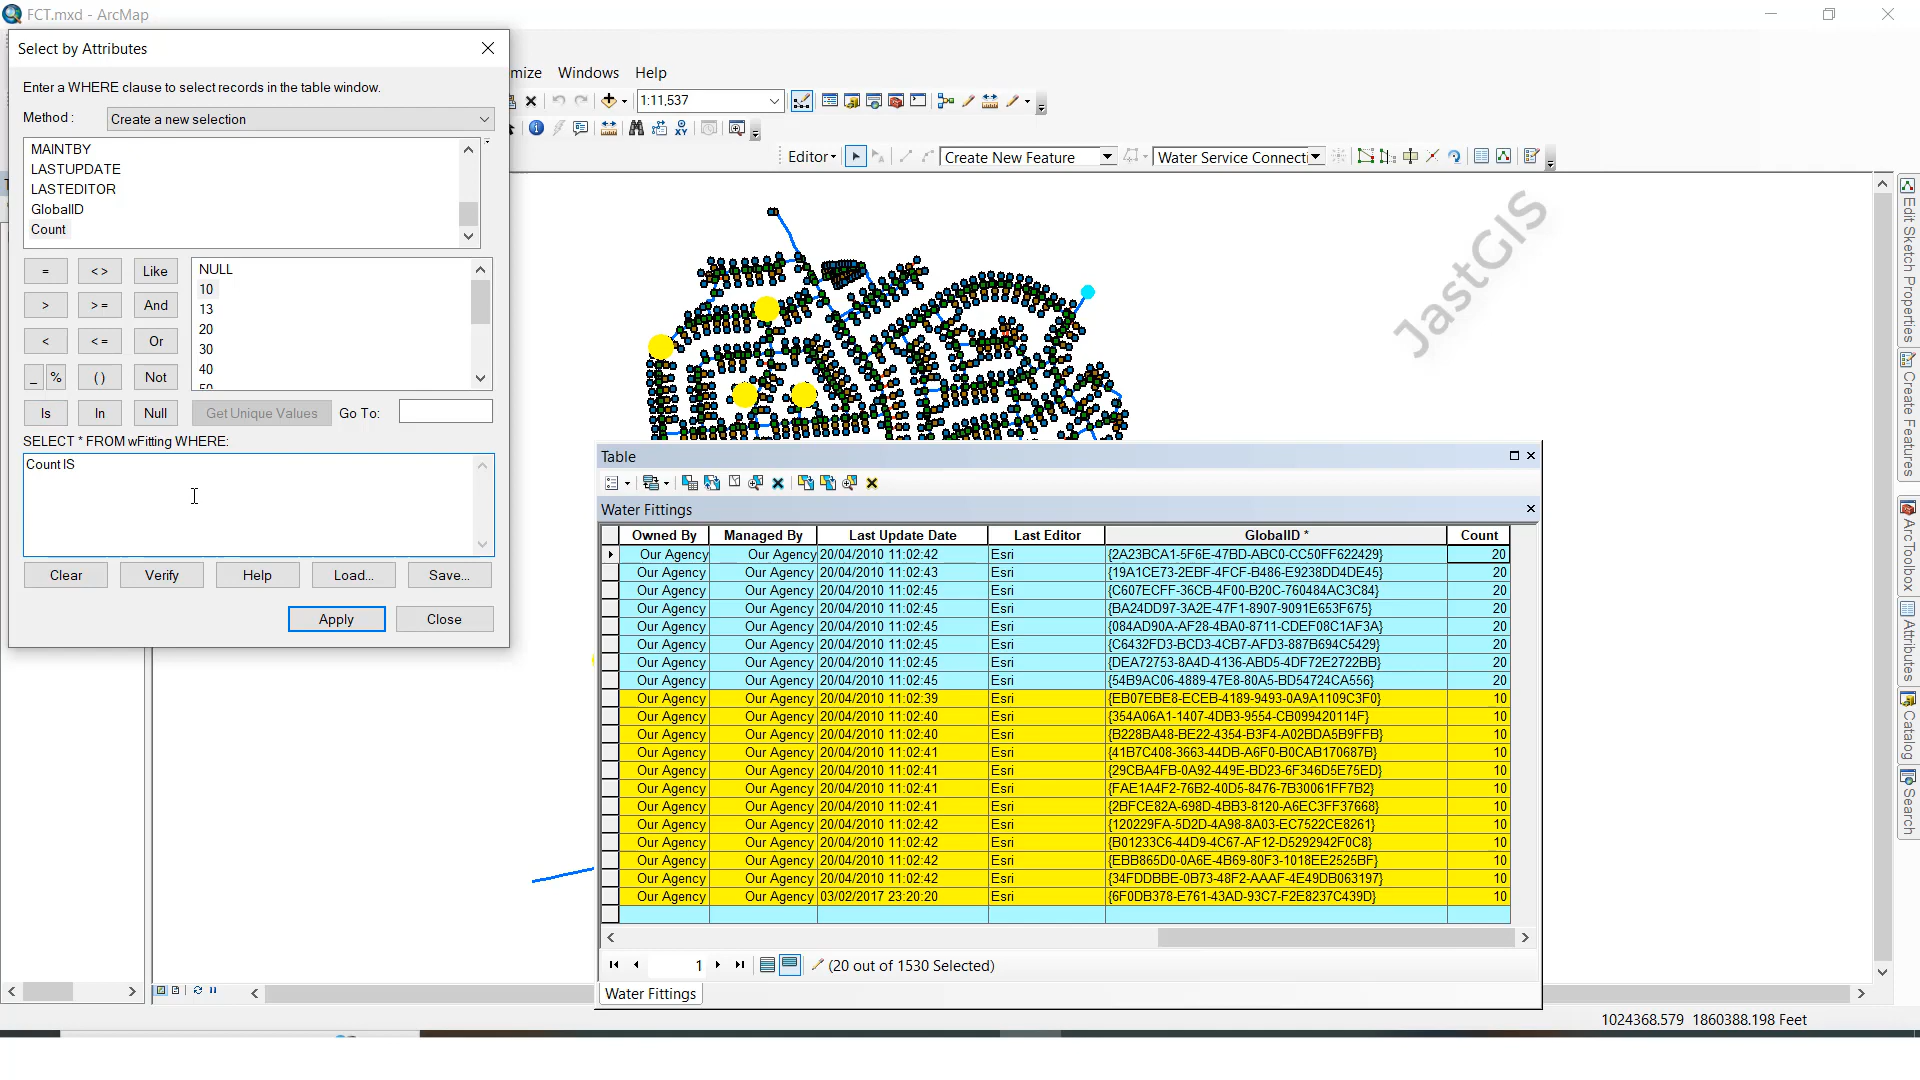 FCT.mxd - ArcMap
Select by Attributes
Enter a WHERE clause to select records in the table window.
Method : Create a new selection
MAINTBY
LASTUPDATE
LASTEDITOR
GlobalID
Count
= <> Like
> >= And
< <= Or
_ % () Not
Is In Null
NULL
10
13
20
30
40
50
Get Unique Values Go To:
SELECT * FROM wFitting WHERE:
Count IS
Clear Verify Help Load... Save...
Apply Close
mize Windows Help
1:11,537
Editor Create New Feature Water Service Connecti
JastGIS
Table
Water Fittings
Owned By Managed By Last Update Date Last Editor GlobalID * Count
Our Agency Our Agency 20/04/2010 11:02:42 Esri {2A23BCA1-5F6E-47BD-ABC0-CC50FF622429} 20
Our Agency Our Agency 20/04/2010 11:02:43 Esri {19A1CE73-2EBF-4FCF-B486-E9238DD4DE45} 20
Our Agency Our Agency 20/04/2010 11:02:45 Esri {C607ECFF-36CB-4F00-B20C-760484AC3C84} 20
Our Agency Our Agency 20/04/2010 11:02:45 Esri {BA24DD97-3A2E-47F1-8907-9091E653F675} 20
Our Agency Our Agency 20/04/2010 11:02:45 Esri {084AD90A-AF28-4BA0-8711-CDEF08C1AF3A} 20
Our Agency Our Agency 20/04/2010 11:02:45 Esri {C6432FD3-BCD3-4CB7-AFD3-887B694C5429} 20
Our Agency Our Agency 20/04/2010 11:02:45 Esri {DEA72753-8A4D-4136-ABD5-4DF72E2722BB} 20
Our Agency Our Agency 20/04/2010 11:02:45 Esri {54B9AC06-4889-47E8-80A5-BD54724CA556} 20
Our Agency Our Agency 20/04/2010 11:02:39 Esri {EB07EBE8-ECEB-4189-9493-0A9A1109C3F0} 10
Our Agency Our Agency 20/04/2010 11:02:40 Esri {354A06A1-1407-4DB3-9554-CB099420114F} 10
Our Agency Our Agency 20/04/2010 11:02:40 Esri {B228BA48-BE22-4354-B3F4-A02BDA5B9FFB} 10
Our Agency Our Agency 20/04/2010 11:02:41 Esri {41B7C408-3663-44DB-A6F0-B0CAB170687B} 10
Our Agency Our Agency 20/04/2010 11:02:41 Esri {29CBA4FB-0A92-449E-BD23-6F346D5E75ED} 10
Our Agency Our Agency 20/04/2010 11:02:41 Esri {FAE1A4F2-76B2-40D5-8476-7B30061FF7B2} 10
Our Agency Our Agency 20/04/2010 11:02:41 Esri {2BFCE82A-698D-4BB3-8120-A6EC3FF37668} 10
Our Agency Our Agency 20/04/2010 11:02:42 Esri {120229FA-5D2D-4A98-8A03-EC7522CE8261} 10
Our Agency Our Agency 20/04/2010 11:02:42 Esri {B01233C6-44D9-4C67-AF12-D5292942F0C8} 10
Our Agency Our Agency 20/04/2010 11:02:42 Esri {EBB865D0-0A6E-4B69-80F3-1018EE2525BF} 10
Our Agency Our Agency 20/04/2010 11:02:42 Esri {34FDDBBE-0B73-48F2-AAAF-4E49DB063197} 10
Our Agency Our Agency 03/02/2017 23:20:20 Esri {6F0DB378-E761-43AD-93C7-F2E8237C439D} 10
1 (20 out of 1530 Selected)
Water Fittings
Edit Sketch Properties
Create Features
ArcToolbox
Attributes
Catalog
Search
1024368.579 1860388.198 Feet